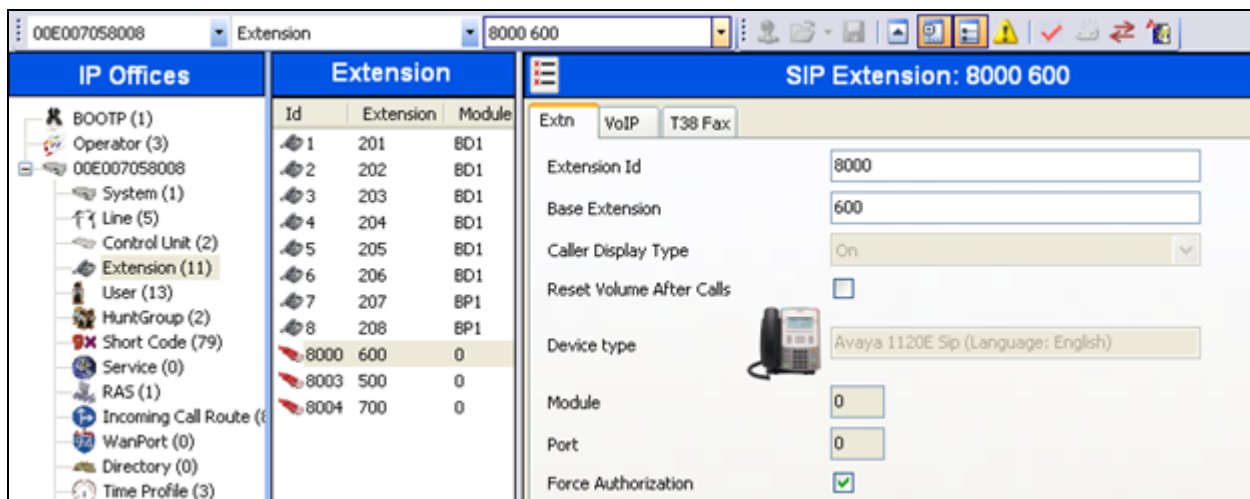 00E007058008 Extension 8000 600
IP Offices
BOOTP (1)
Operator (3)
00E007058008
System (1)
Line (5)
Control Unit (2)
Extension (11)
User (13)
HuntGroup (2)
Short Code (79)
Service (0)
RAS (1)
Incoming Call Route (
WanPort (0)
Directory (0)
Time Profile (3)
Extension
Id Extension Module
1 201 BD1
2 202 BD1
3 203 BD1
4 204 BD1
5 205 BD1
6 206 BD1
7 207 BP1
8 208 BP1
8000 600 0
8003 500 0
8004 700 0
SIP Extension: 8000 600
Extn VoIP T38 Fax
Extension Id 8000
Base Extension 600
Caller Display Type On
Reset Volume After Calls
Device type Avaya 1120E Sip (Language: English)
Module 0
Port 0
Force Authorization